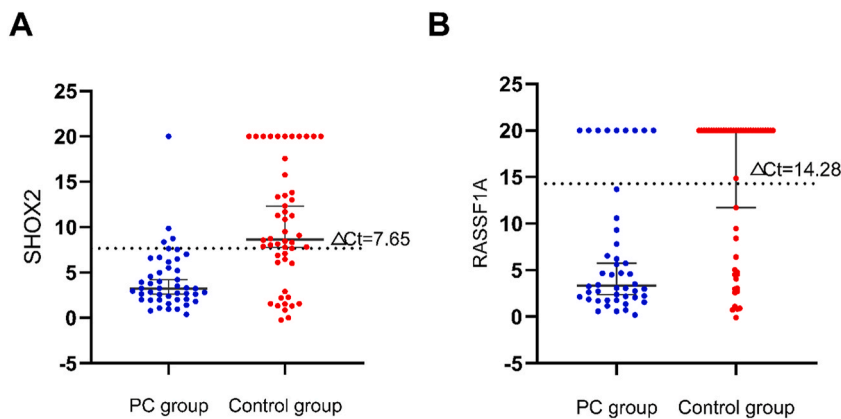 A
SHOX2
25
20
15
10
5
0
-5
ΔCt=7.65
PC group Control group
B
RASSF1A
25
20
15
10
5
0
-5
ΔCt=14.28
PC group Control group